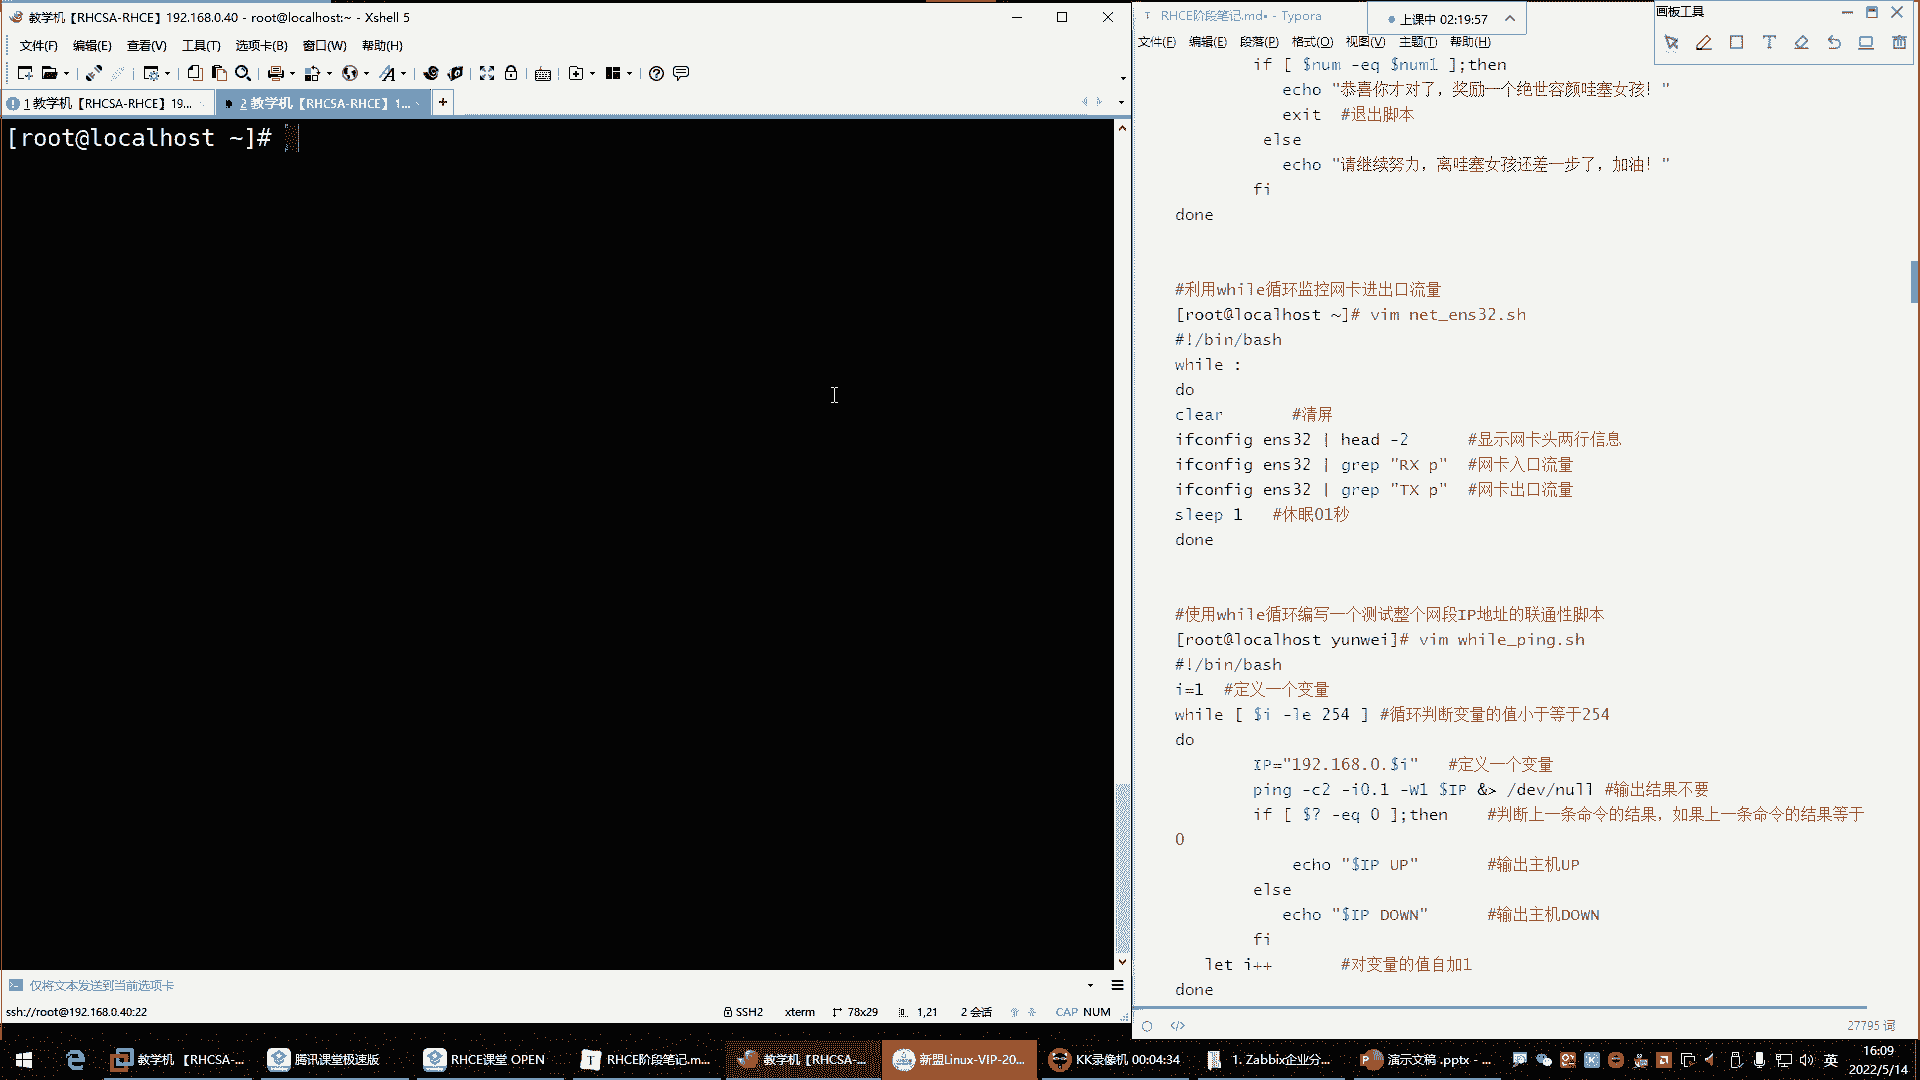 教学机【RHCSA-RHCE】192.168.0.40 - root@localhost:~ - Xshell 5
文件(F) 编辑(E) 查看(V) 工具(T) 选项卡(B) 窗口(W) 帮助(H)
1 教学机【RHCSA-RHCE】19...
2 教学机【RHCSA-RHCE】1...
[root@localhost ~]#
仅将文本发送到当前选项卡
ssh://root@192.168.0.40:22
SSH2 xterm 78x29 1,21 2 会话 CAP NUM
RHCE阶段笔记.md• - Typora
上课中 02:19:57
画板工具
文件(F) 编辑(E) 段落(P) 格式(O) 视图(V) 主题(T) 帮助(H)
if [ $num -eq $num1 ];then
echo "恭喜你才对了，奖励一个绝世容颜哇塞女孩！"
exit #退出脚本
else
echo "请继续努力，离哇塞女孩还差一步了，加油！"
fi
done
#利用while循环监控网卡进出口流量
[root@localhost ~]# vim net_ens32.sh
#!/bin/bash
while :
do
clear #清屏
ifconfig ens32 | head -2 #显示网卡头两行信息
ifconfig ens32 | grep "RX p" #网卡入口流量
ifconfig ens32 | grep "TX p" #网卡出口流量
sleep 1 #休眠01秒
done
#使用while循环编写一个测试整个网段IP地址的联通性脚本
[root@localhost yunwei]# vim while_ping.sh
#!/bin/bash
i=1 #定义一个变量
while [ $i -le 254 ] #循环判断变量的值小于等于254
do
IP="192.168.0.$i" #定义一个变量
ping -c2 -i0.1 -W1 $IP &> /dev/null #输出结果不要
if [ $? -eq 0 ];then #判断上一条命令的结果，如果上一条命令的结果等于
0
echo "$IP UP" #输出主机UP
else
echo "$IP DOWN" #输出主机DOWN
fi
let i++ #对变量的值自加1
done
27795 词
教学机 【RHCSA-...
腾讯课堂极速版
RHCE课堂 OPEN
RHCE阶段笔记.m...
教学机【RHCSA-...
新盟Linux-VIP-20...
KK录像机 00:04:34
1. Zabbix企业分...
演示文稿 .pptx - ...
英
16:09
2022/5/14